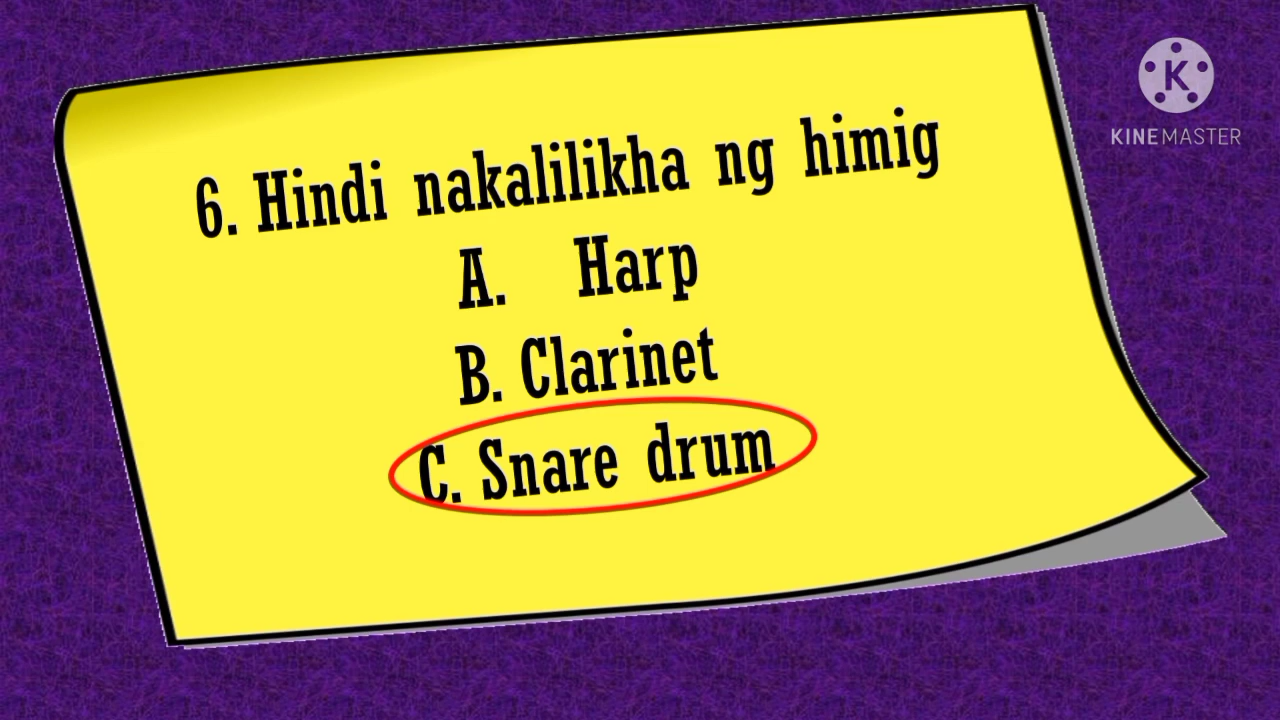 6. Hindi nakalilikha ng himig
A. Harp
B. Clarinet
C. Snare drum
K
KINEMASTER